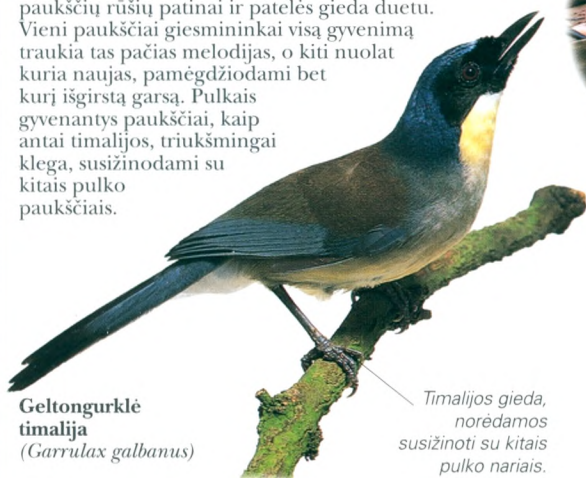 paukščių rūšių patinai ir patelės gieda duetu.
Vieni paukščiai giesmininkai visą gyvenimą
traukia tas pačias melodijas, o kiti nuolat
kuria naujas, pamėgdžiodami bet
kurį išgirstą garsą. Pulkais
gyvenantys paukščiai, kaip
antai timalijos, triukšmingai
klega, susižinodami su
kitais pulko
paukščiais.
Geltongurklė
timalija
(Garrulax galbanus)
Timalijos gieda,
norėdamos
susižinoti su kitais
pulko nariais.